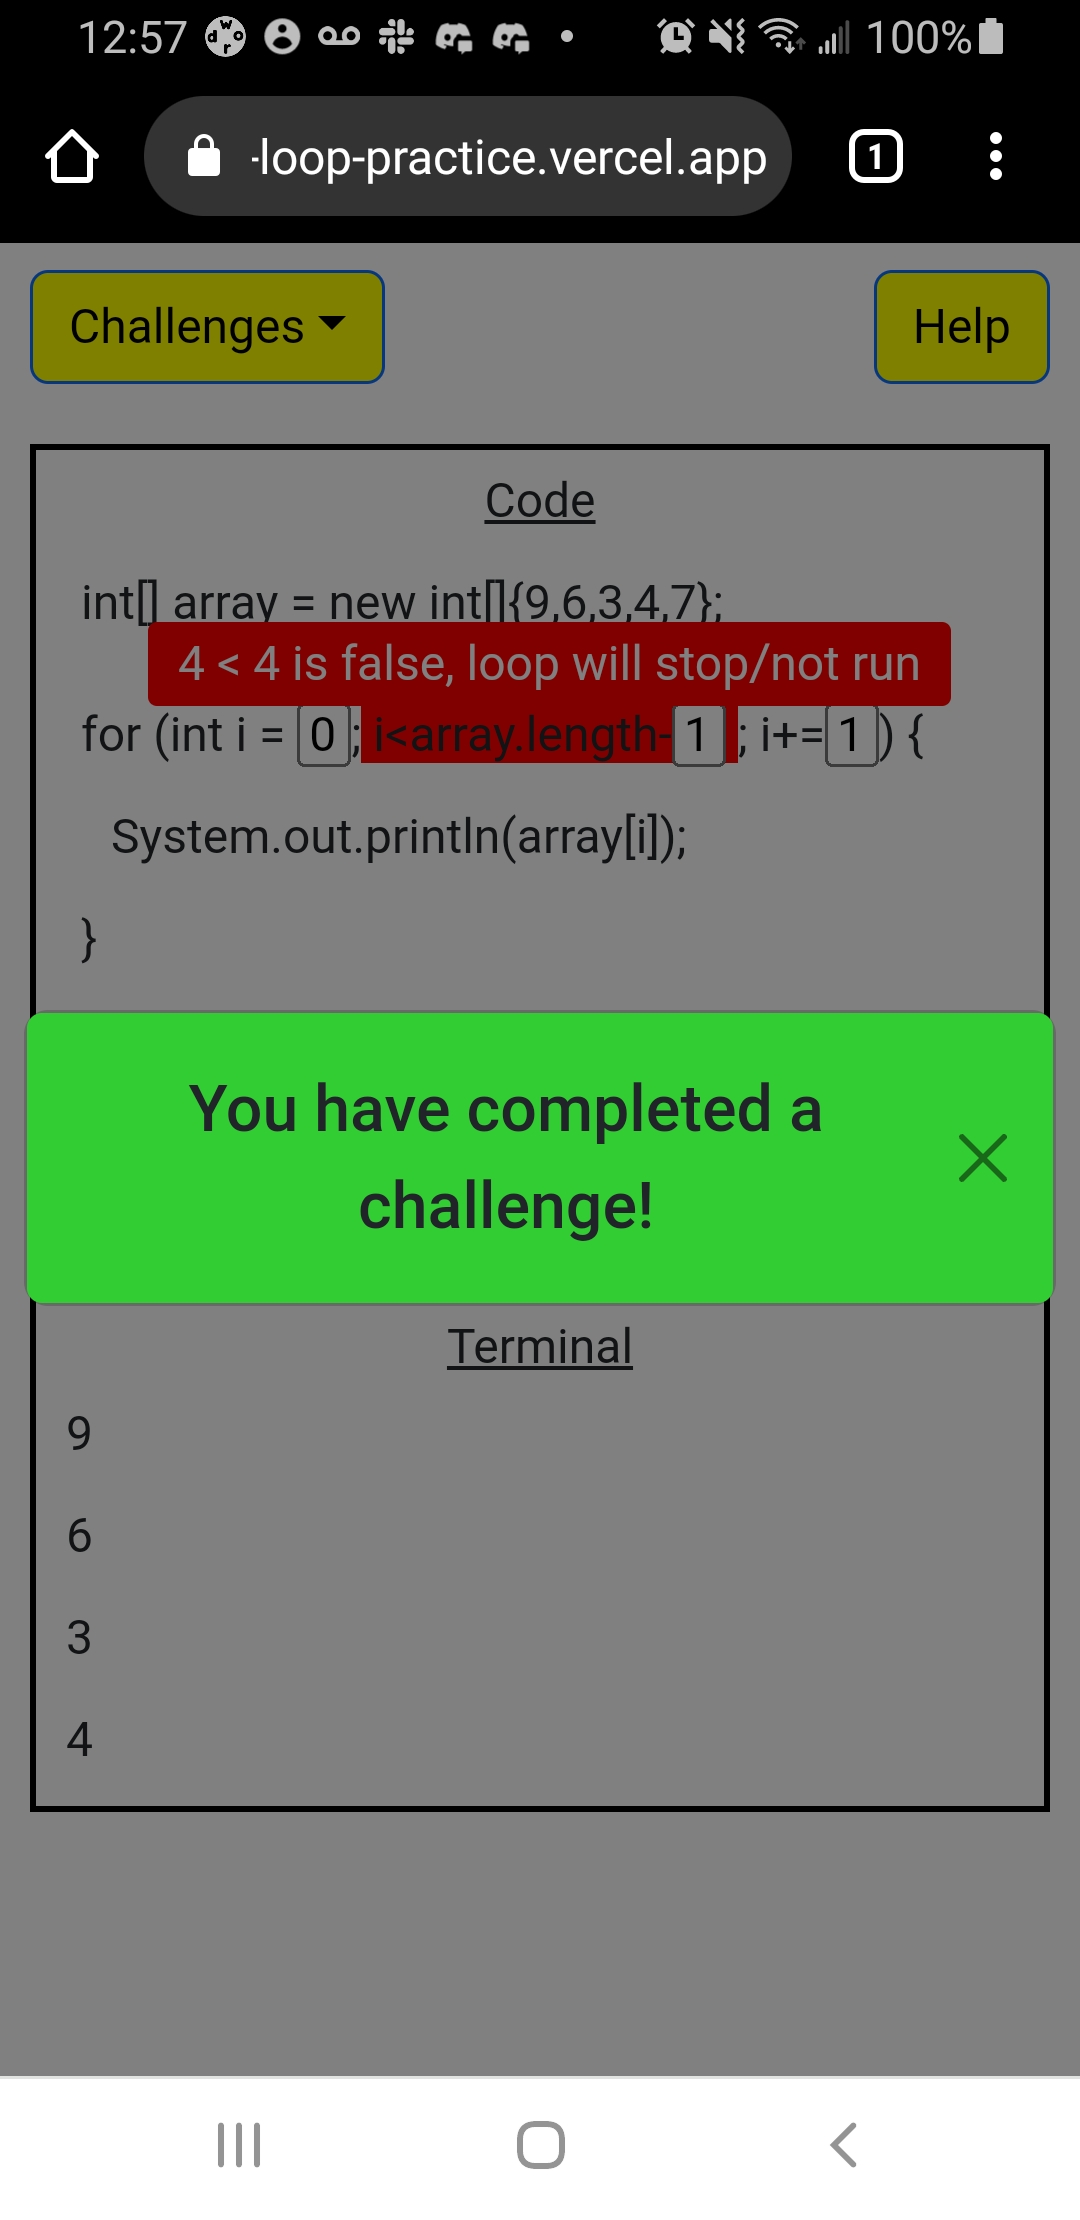 12:57 100%
-loop-practice.vercel.app 1
Challenges Help
Code
int[] array = new int[]{9,6,3,4,7};
4 < 4 is false, loop will stop/not run
for (int i = 0; i<array.length-1 ; i+=1) {
System.out.println(array[i]);
}
You have completed a
challenge!
Terminal
9
6
3
4